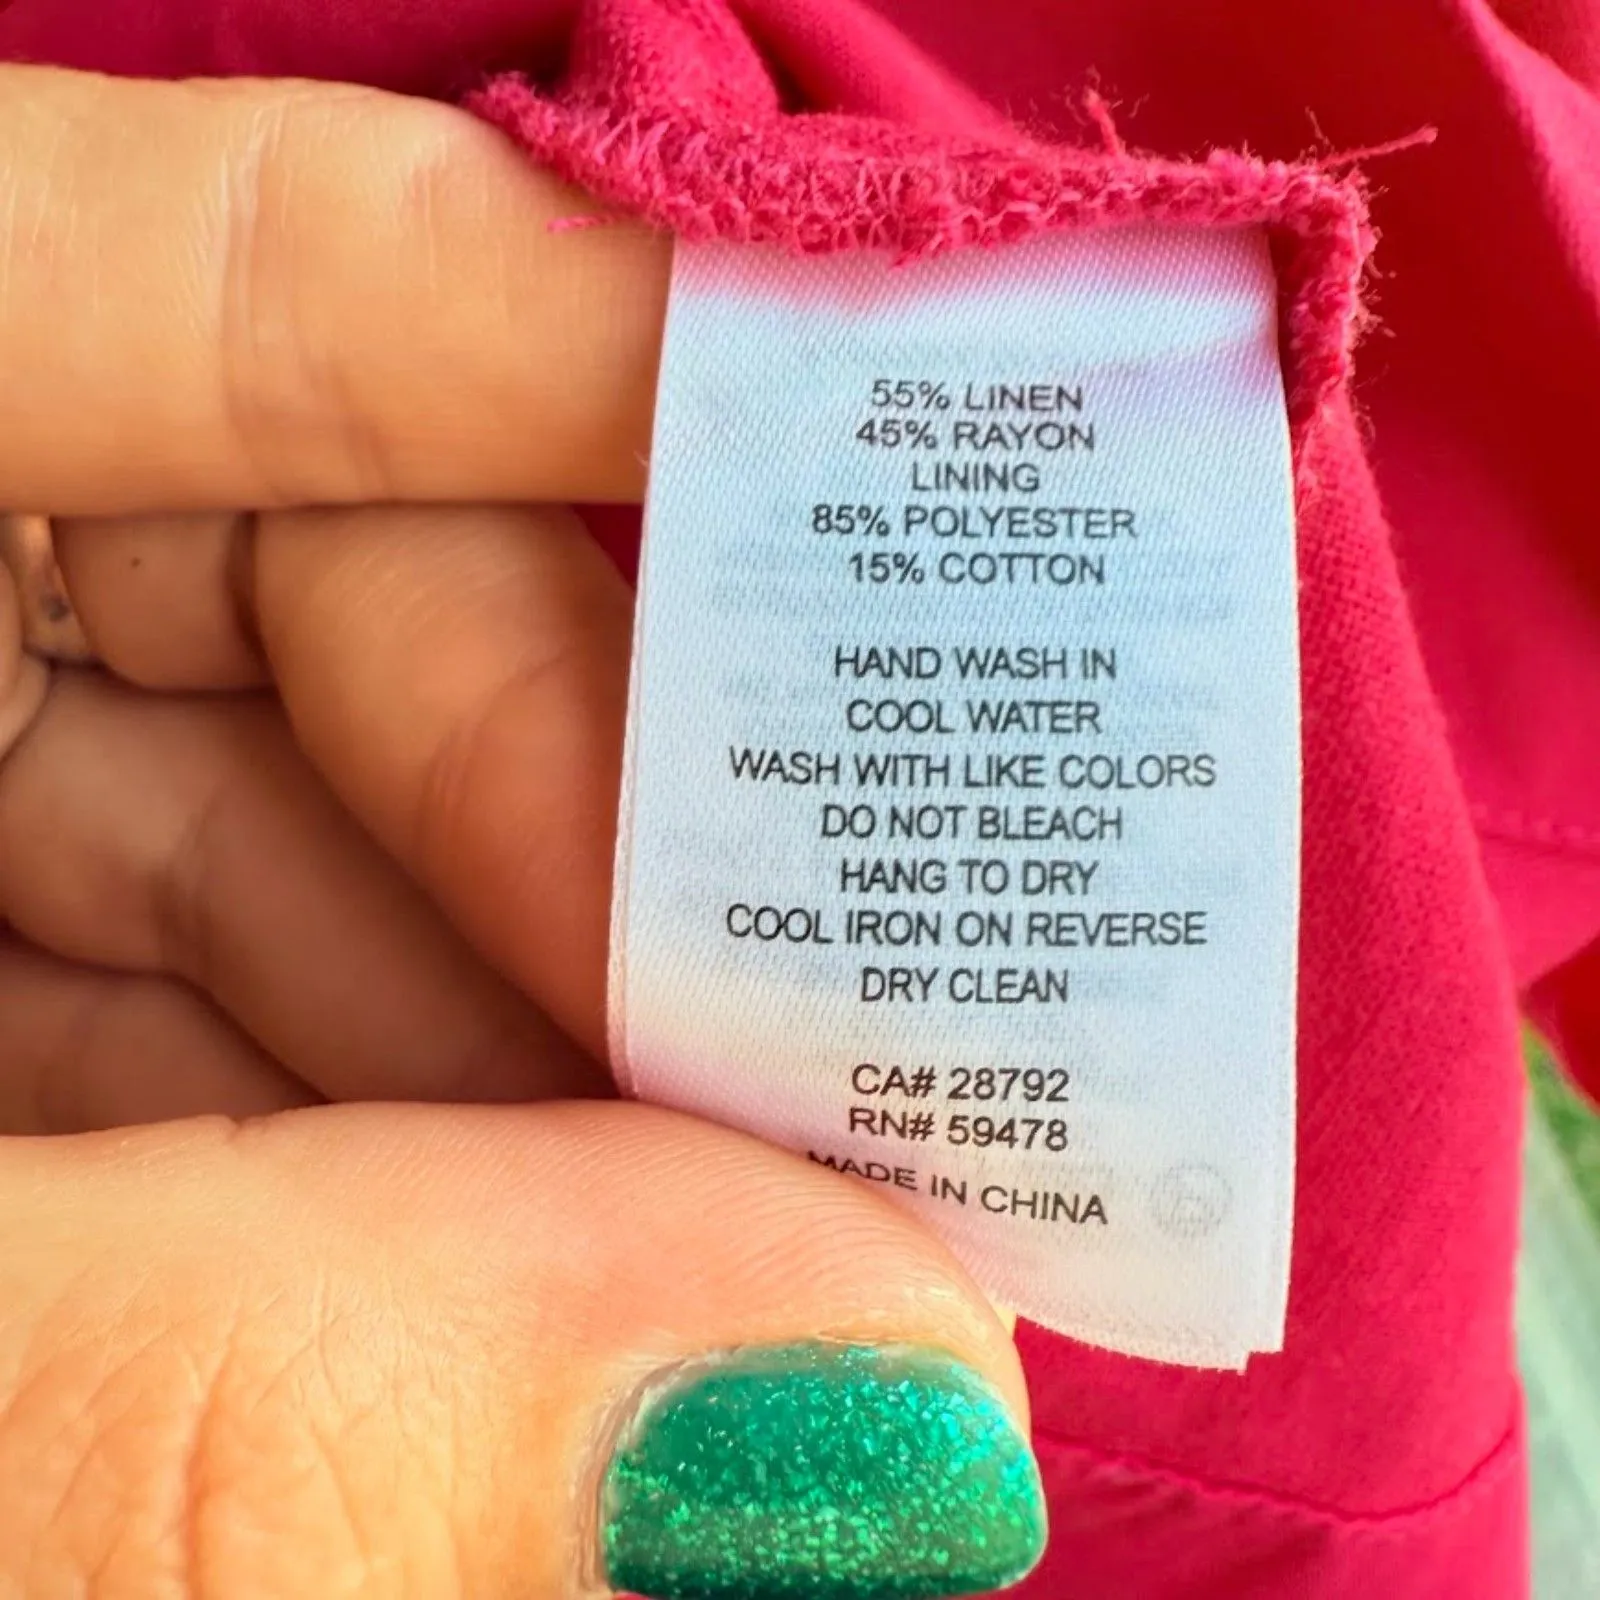 55% LINEN
45% RAYON
LINING
85% POLYESTER
15% COTTON
HAND WASH IN
COOL WATER
WASH WITH LIKE COLORS
DO NOT BLEACH
HANG TO DRY
COOL IRON ON REVERSE
DRY CLEAN
CA# 28792
RN# 59478
MADE IN CHINA